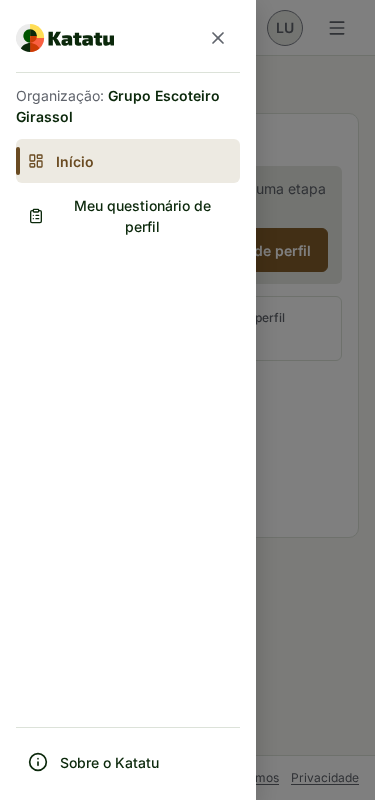 Katatu
LU
Organização: Grupo Escoteiro
Girassol
Início
uma etapa
Meu questionário de
perfil
de perfil
perfil
Sobre o Katatu
mos
Privacidade